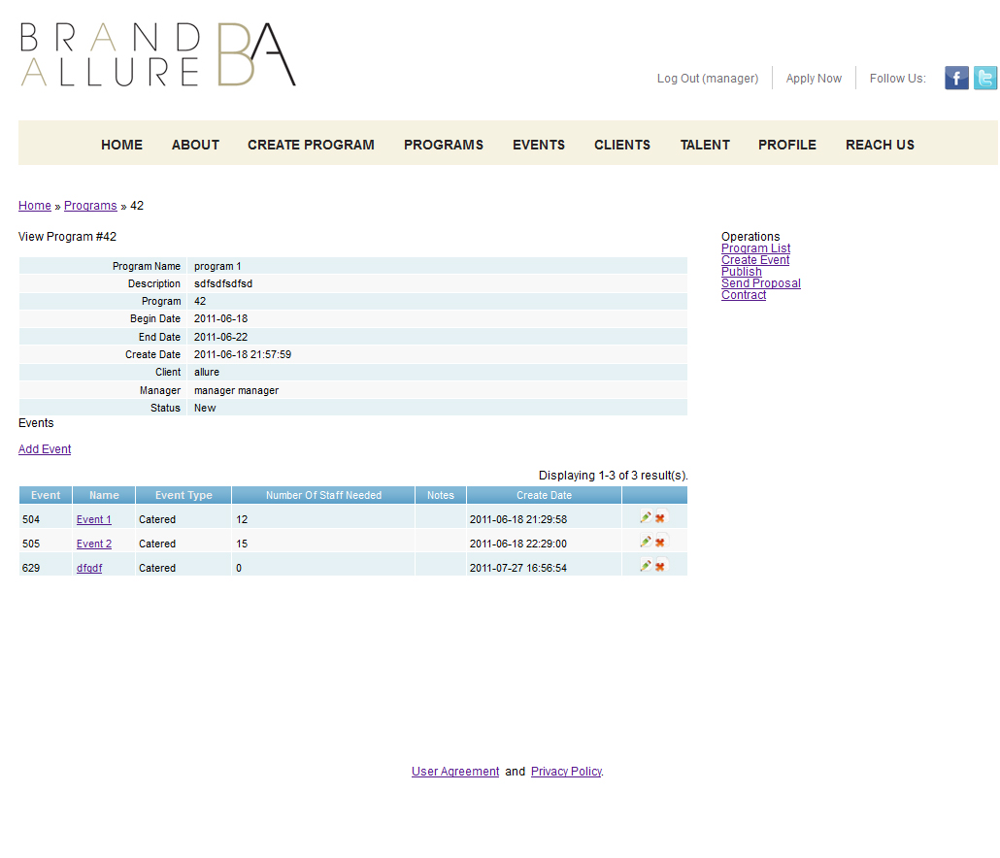 BRAND
ALLURE BA
Log Out (manager) Apply Now Follow Us:
HOME ABOUT CREATE PROGRAM PROGRAMS EVENTS CLIENTS TALENT PROFILE REACH US
Home » Programs » 42
View Program #42
Program Name program 1
Description sdfsdfsdfsd
Program 42
Begin Date 2011-06-18
End Date 2011-06-22
Create Date 2011-06-18 21:57:59
Client allure
Manager manager manager
Status New
Operations
Program List
Create Event
Publish
Send Proposal
Contract
Events
Add Event
Displaying 1-3 of 3 result(s).
Event Name Event Type Number Of Staff Needed Notes Create Date
504 Event 1 Catered 12 2011-06-18 21:29:58
505 Event 2 Catered 15 2011-06-18 22:29:00
629 dfgdf Catered 0 2011-07-27 16:56:54
User Agreement and Privacy Policy.